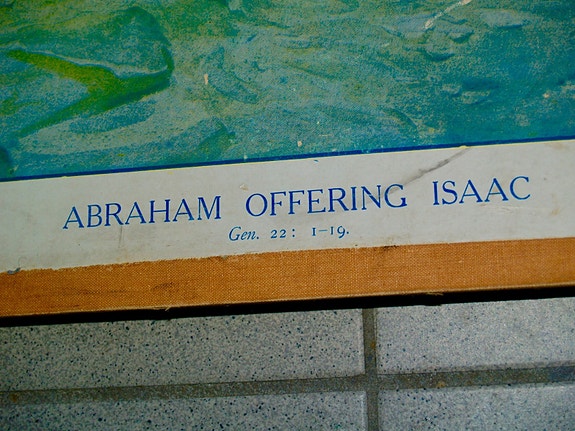 ABRAHAM OFFERING ISAAC
Gen. 22: 1–19.